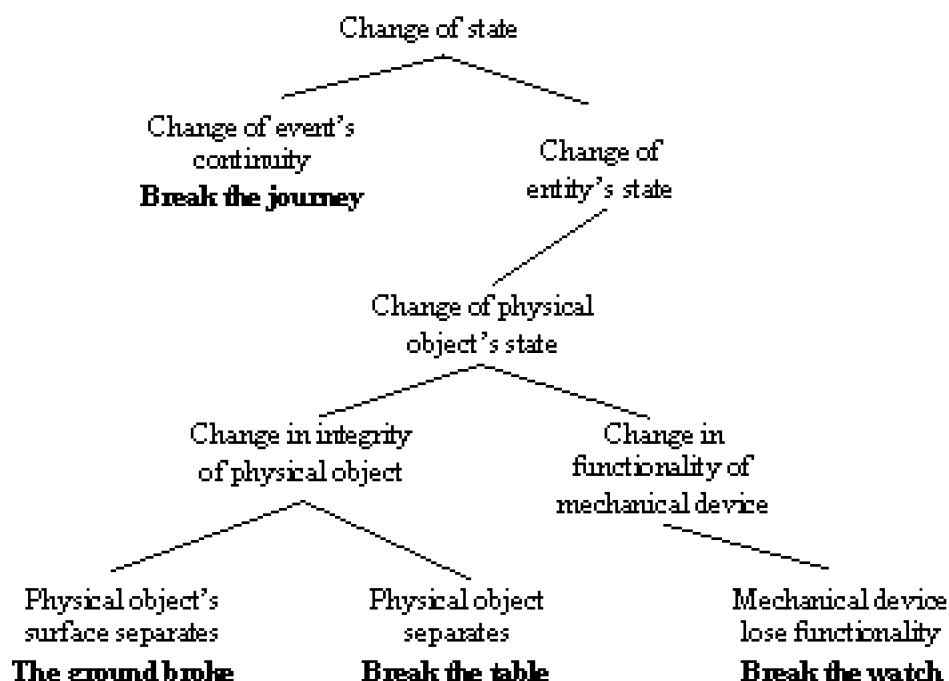 Change of state
Change of event's
continuity
Break the journey
Change of
entity's state
Change of physical
object's state
Change in integrity
of physical object
Change in
functionality of
mechanical device
Physical object's
surface separates
The ground broke
Physical object
separates
Break the table
Mechanical device
lose functionality
Break the watch